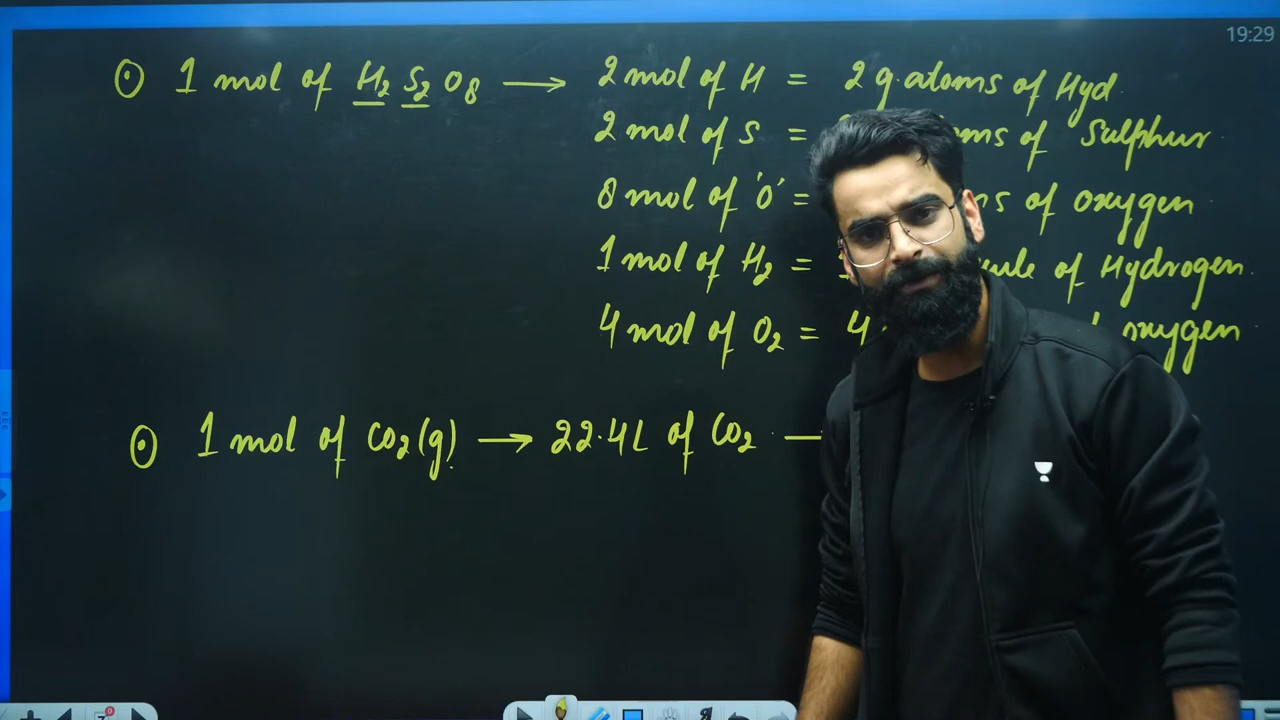 19:29
⊙ 1 mol of H2 S2 O8 → 2 mol of H = 2 g.atoms of Hyd.
2 mol of S = ms of Sulphur
8 mol of 'O' = ns of oxygen
1 mol of H2 = ule of Hydrogen.
4 mol of O2 = 4 oxygen
⊙ 1 mol of CO2(g) → 22.4L of CO2 —